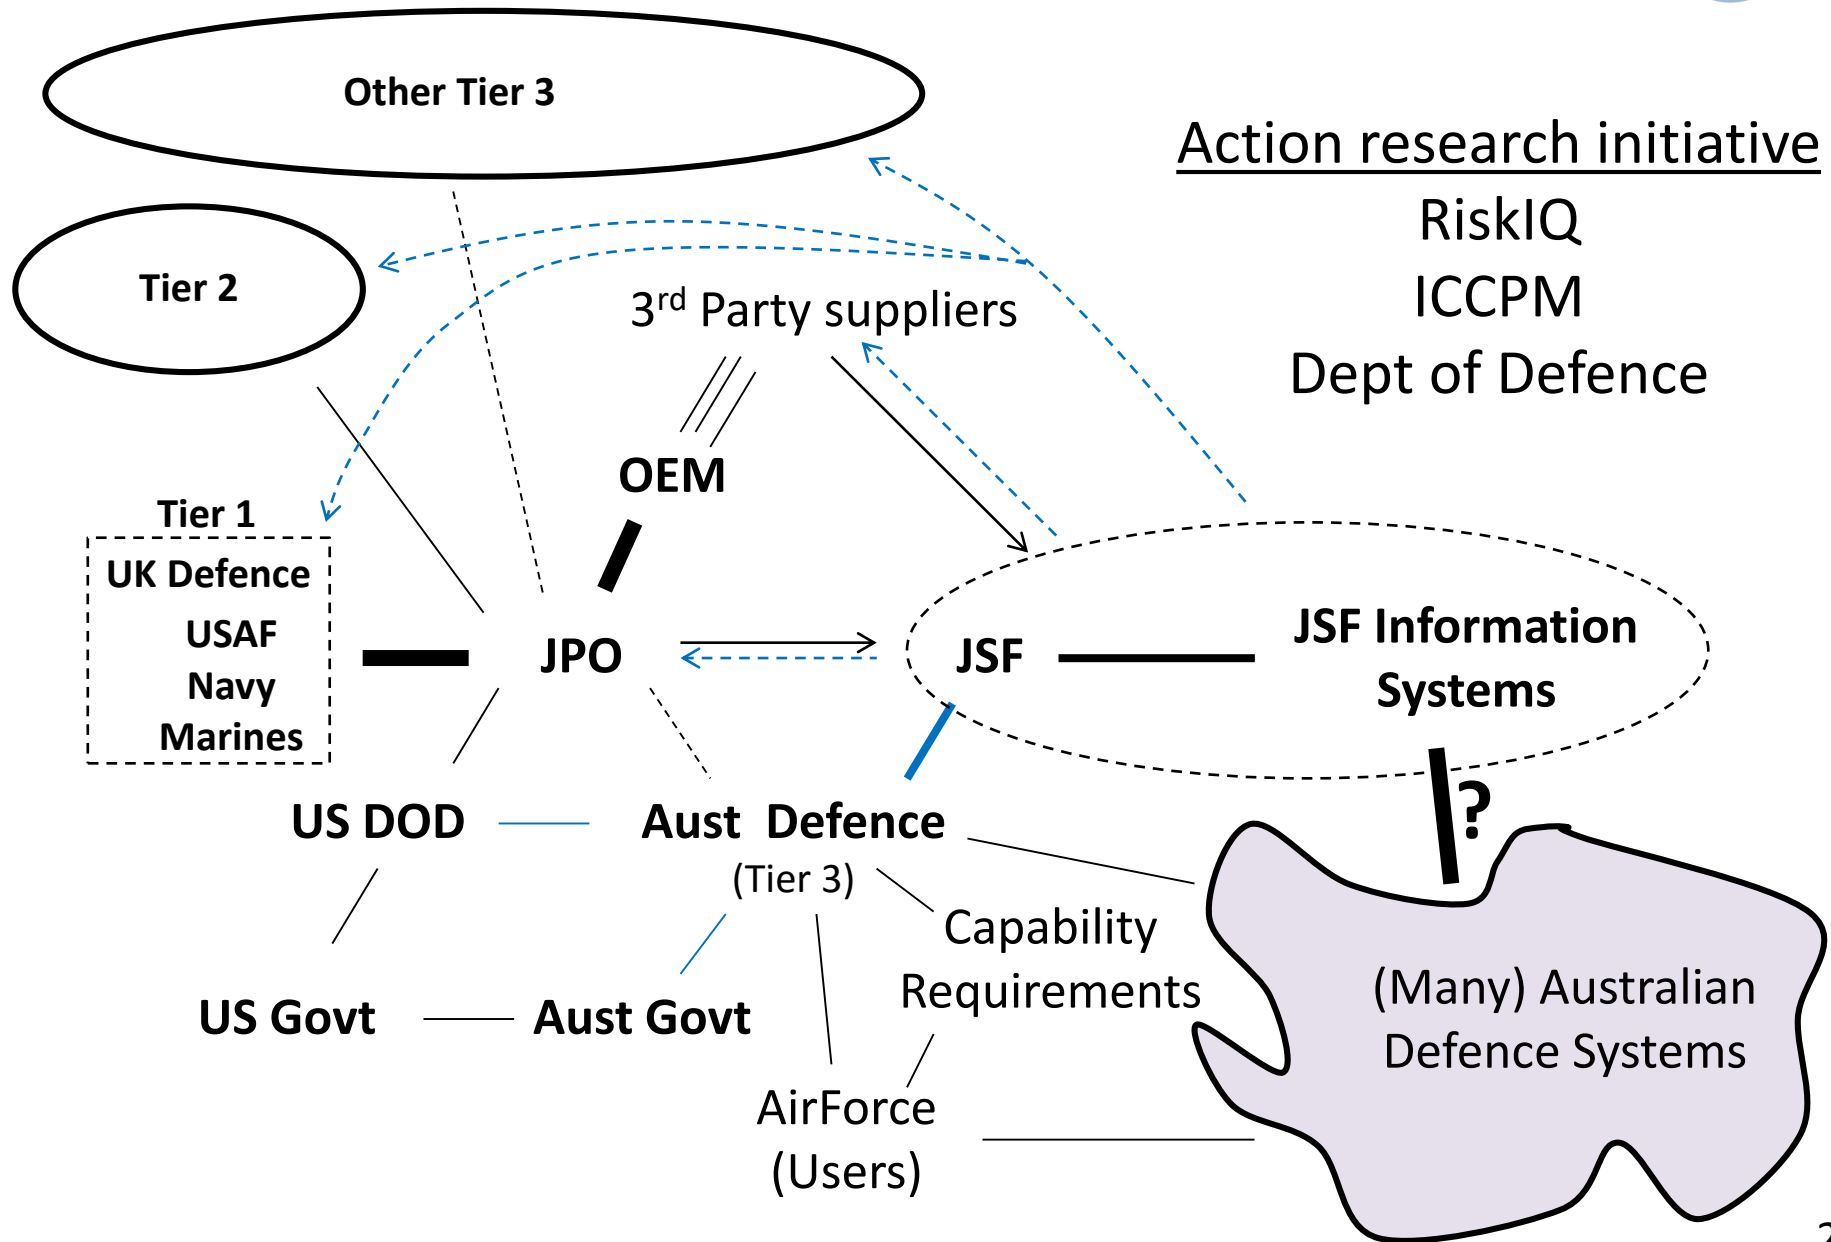 Other Tier 3
Action research initiative
RiskIQ
ICCPM
Dept of Defence
Tier 2
3rd Party suppliers
OEM
Tier 1
UK Defence
USAF
Navy
Marines
JPO
JSF
JSF Information
Systems
?
US DOD
Aust Defence
(Tier 3)
Capability
Requirements
(Many) Australian
Defence Systems
US Govt
Aust Govt
AirForce
(Users)